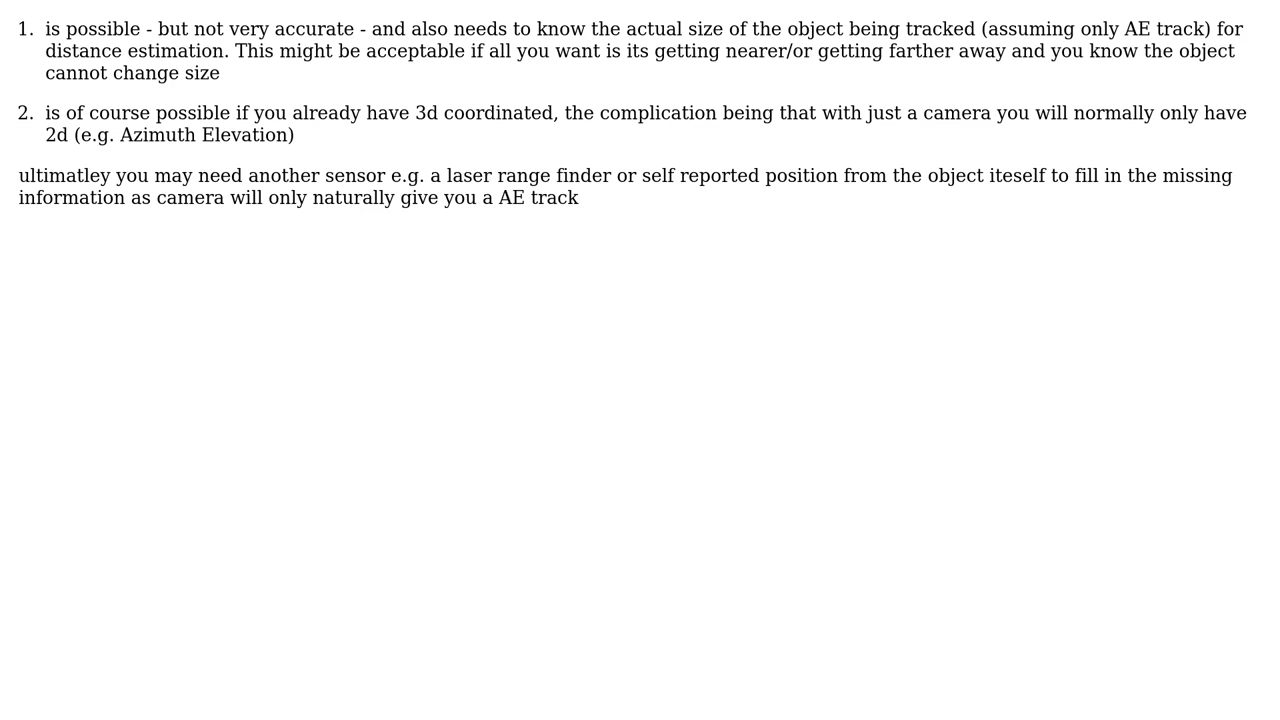 1. is possible - but not very accurate - and also needs to know the actual size of the object being tracked (assuming only AE track) for
distance estimation. This might be acceptable if all you want is its getting nearer/or getting farther away and you know the object
cannot change size
2. is of course possible if you already have 3d coordinated, the complication being that with just a camera you will normally only have
2d (e.g. Azimuth Elevation)
ultimatley you may need another sensor e.g. a laser range finder or self reported position from the object iteself to fill in the missing
information as camera will only naturally give you a AE track